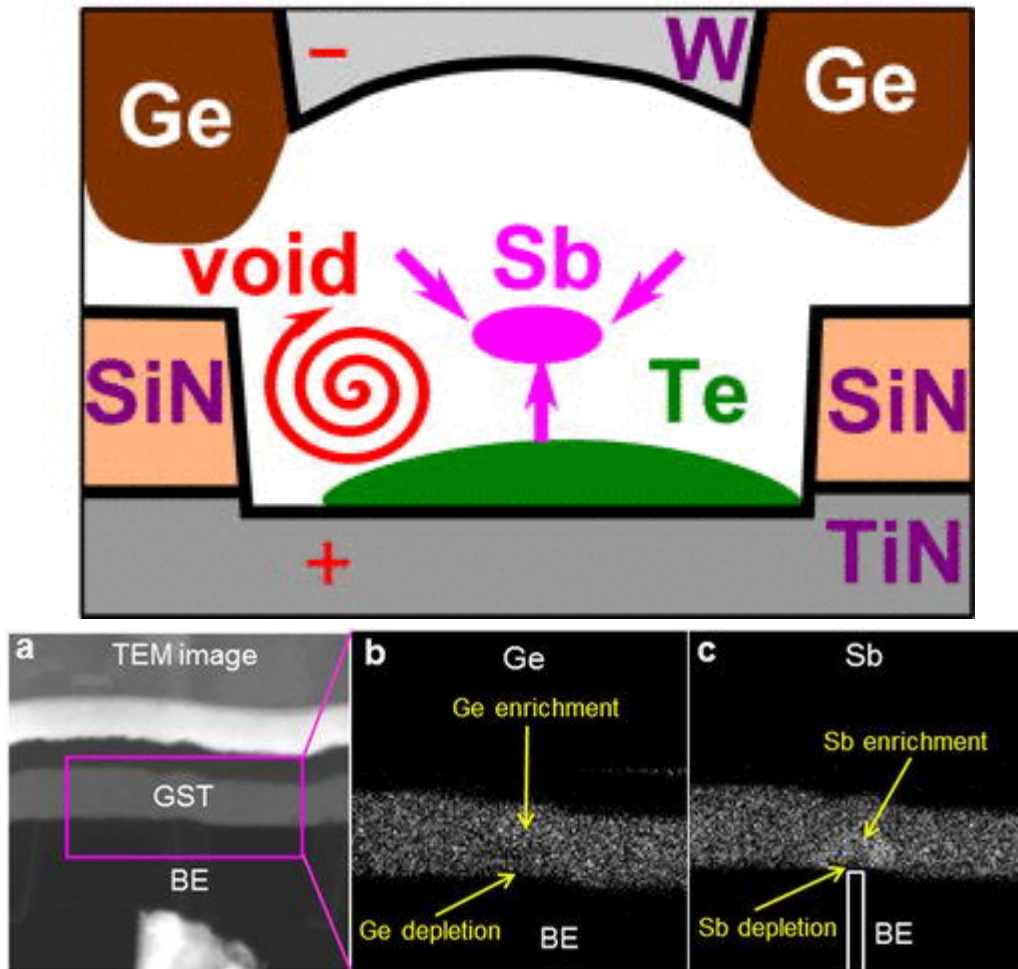 − W
Ge Ge
void Sb
SiN Te SiN
+ TiN
a TEM image
GST
BE
b Ge
Ge enrichment
Ge depletion BE
c Sb
Sb enrichment
Sb depletion BE